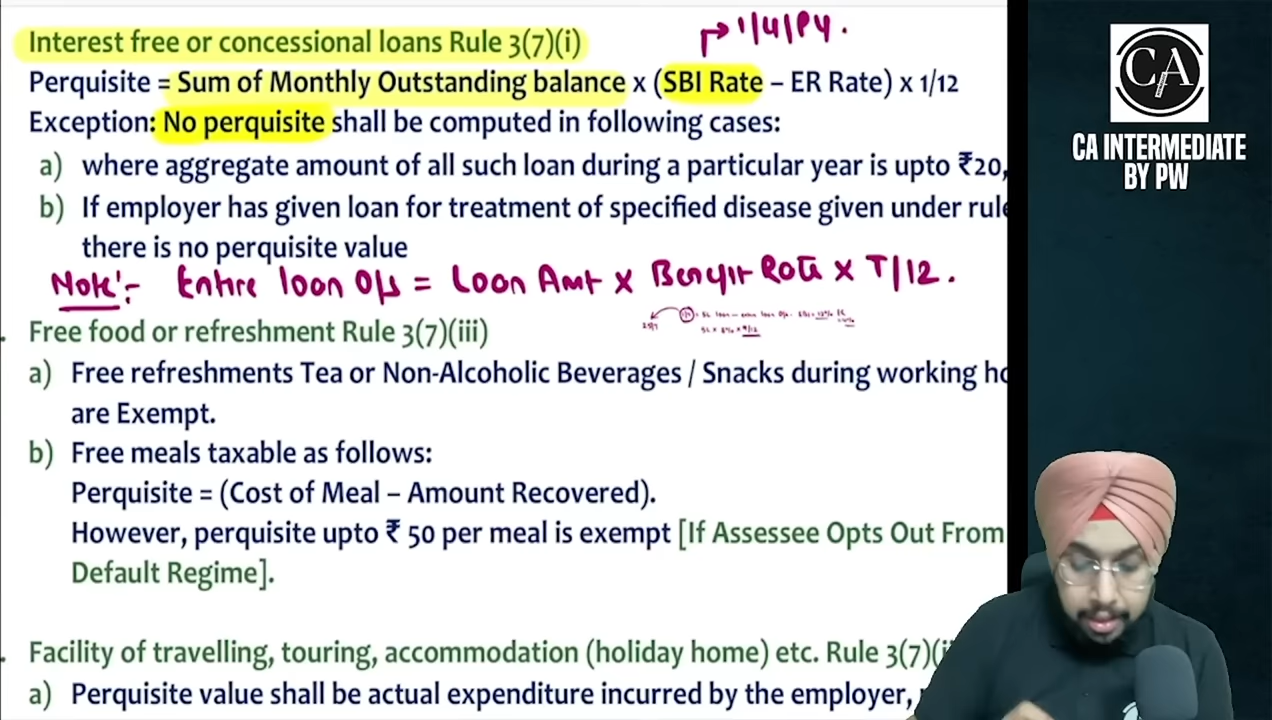 → 1/4/PY.
Interest free or concessional loans Rule 3(7)(i)
Perquisite = Sum of Monthly Outstanding balance x (SBI Rate – ER Rate) x 1/12
Exception: No perquisite shall be computed in following cases:
a) where aggregate amount of all such loan during a particular year is upto ₹20,
b) If employer has given loan for treatment of specified disease given under rule
there is no perquisite value
Note:- Entire loan O/s = Loan Amt x Benefit Rate x T/12.
. Free food or refreshment Rule 3(7)(iii)
a) Free refreshments Tea or Non-Alcoholic Beverages / Snacks during working ho
are Exempt.
b) Free meals taxable as follows:
Perquisite = (Cost of Meal – Amount Recovered).
However, perquisite upto ₹ 50 per meal is exempt [If Assessee Opts Out From
Default Regime].
. Facility of travelling, touring, accommodation (holiday home) etc. Rule 3(7)(i
a) Perquisite value shall be actual expenditure incurred by the employer,
CA
CA INTERMEDIATE
BY PW